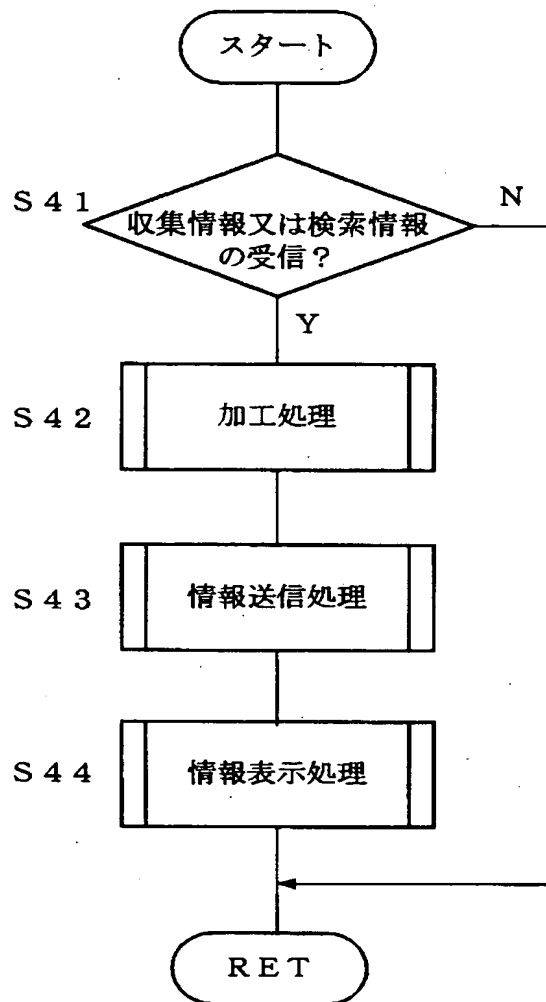 スタート
S41
収集情報又は検索情報
の受信?
N
Y
S42
加工処理
S43
情報送信処理
S44
情報表示処理
RET